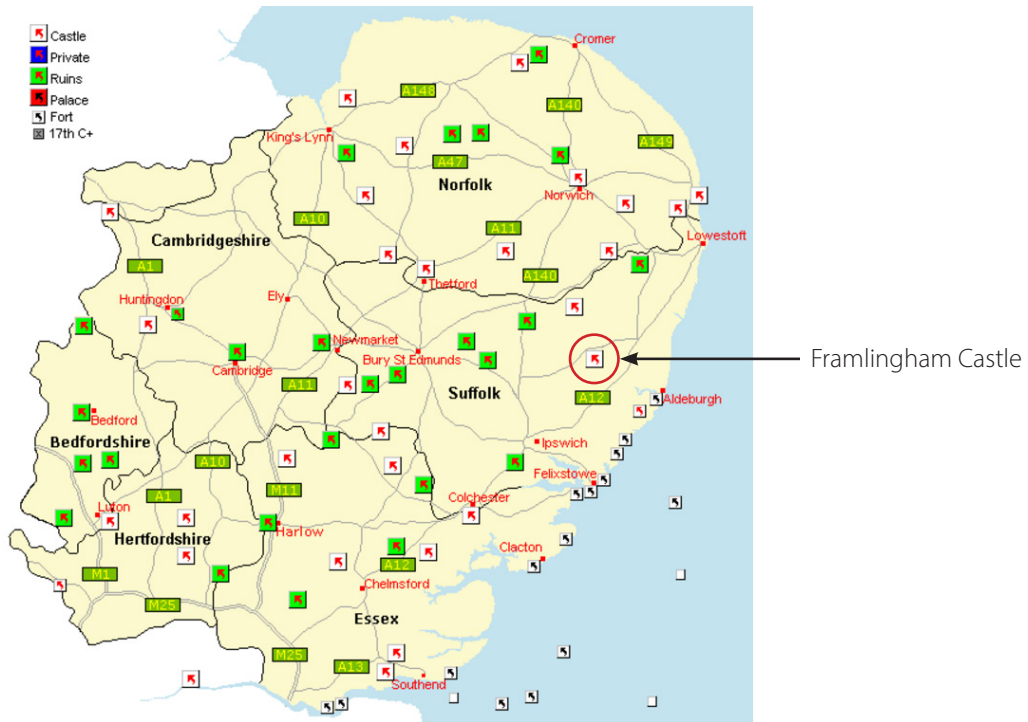 Castle
Private
Ruins
Palace
Fort
17th C+
Cromer
A148
A140
King's Lynn
A149
A47
Norfolk
Norwich
A10
A11
Cambridgeshire
Lowestoft
A1
A140
Thetford
Huntingdon
Ely
Newmarket
Bury St Edmunds
Framlingham Castle
Cambridge
A11
Suffolk
A12
Aldeburgh
Bedford
Bedfordshire
Ipswich
A10
Felixstowe
M11
A1
Colchester
Luton
Harlow
Hertfordshire
Clacton
A12
M1
Chelmsford
M25
Essex
M25
A13
Southend